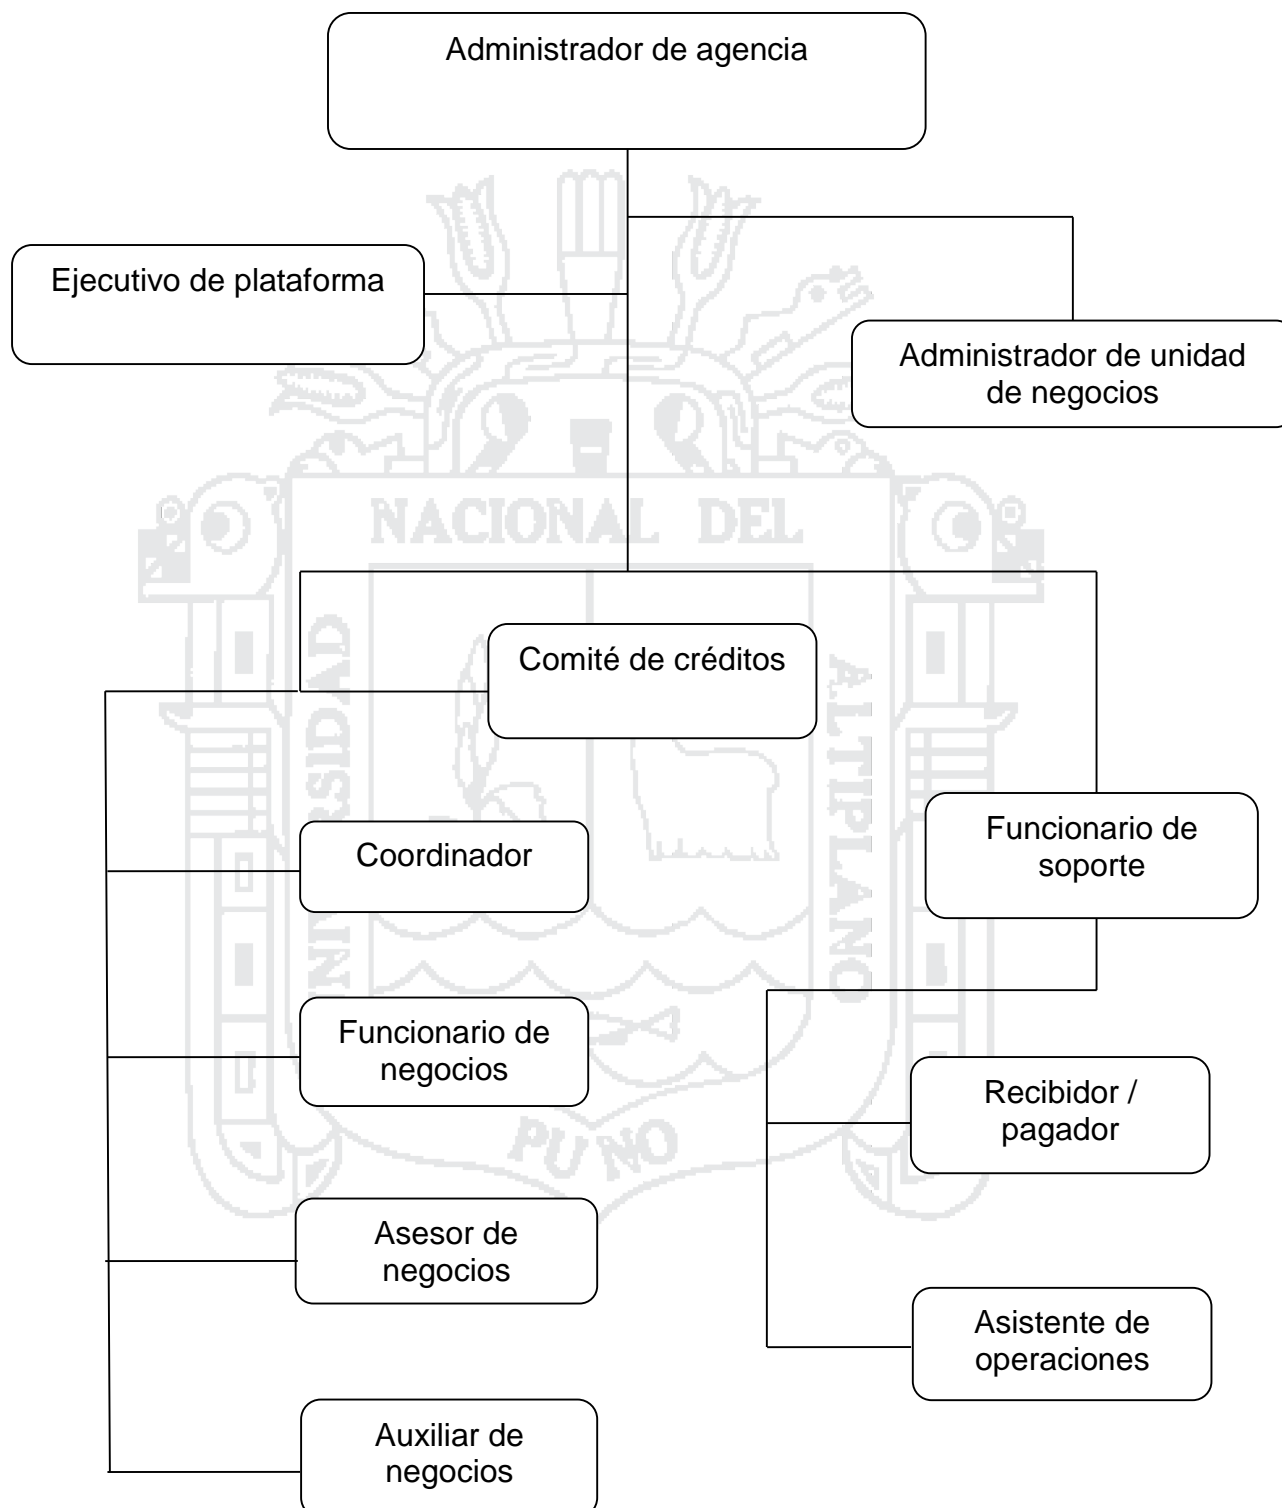 Administrador de agencia
Ejecutivo de plataforma
Administrador de unidad
de negocios
NACIONAL DEL
Comité de créditos
ALTIPLANO
Funcionario de
soporte
Coordinador
Funcionario de
negocios
Recibidor /
pagador
PUNO
Asesor de
negocios
Asistente de
operaciones
Auxiliar de
negocios